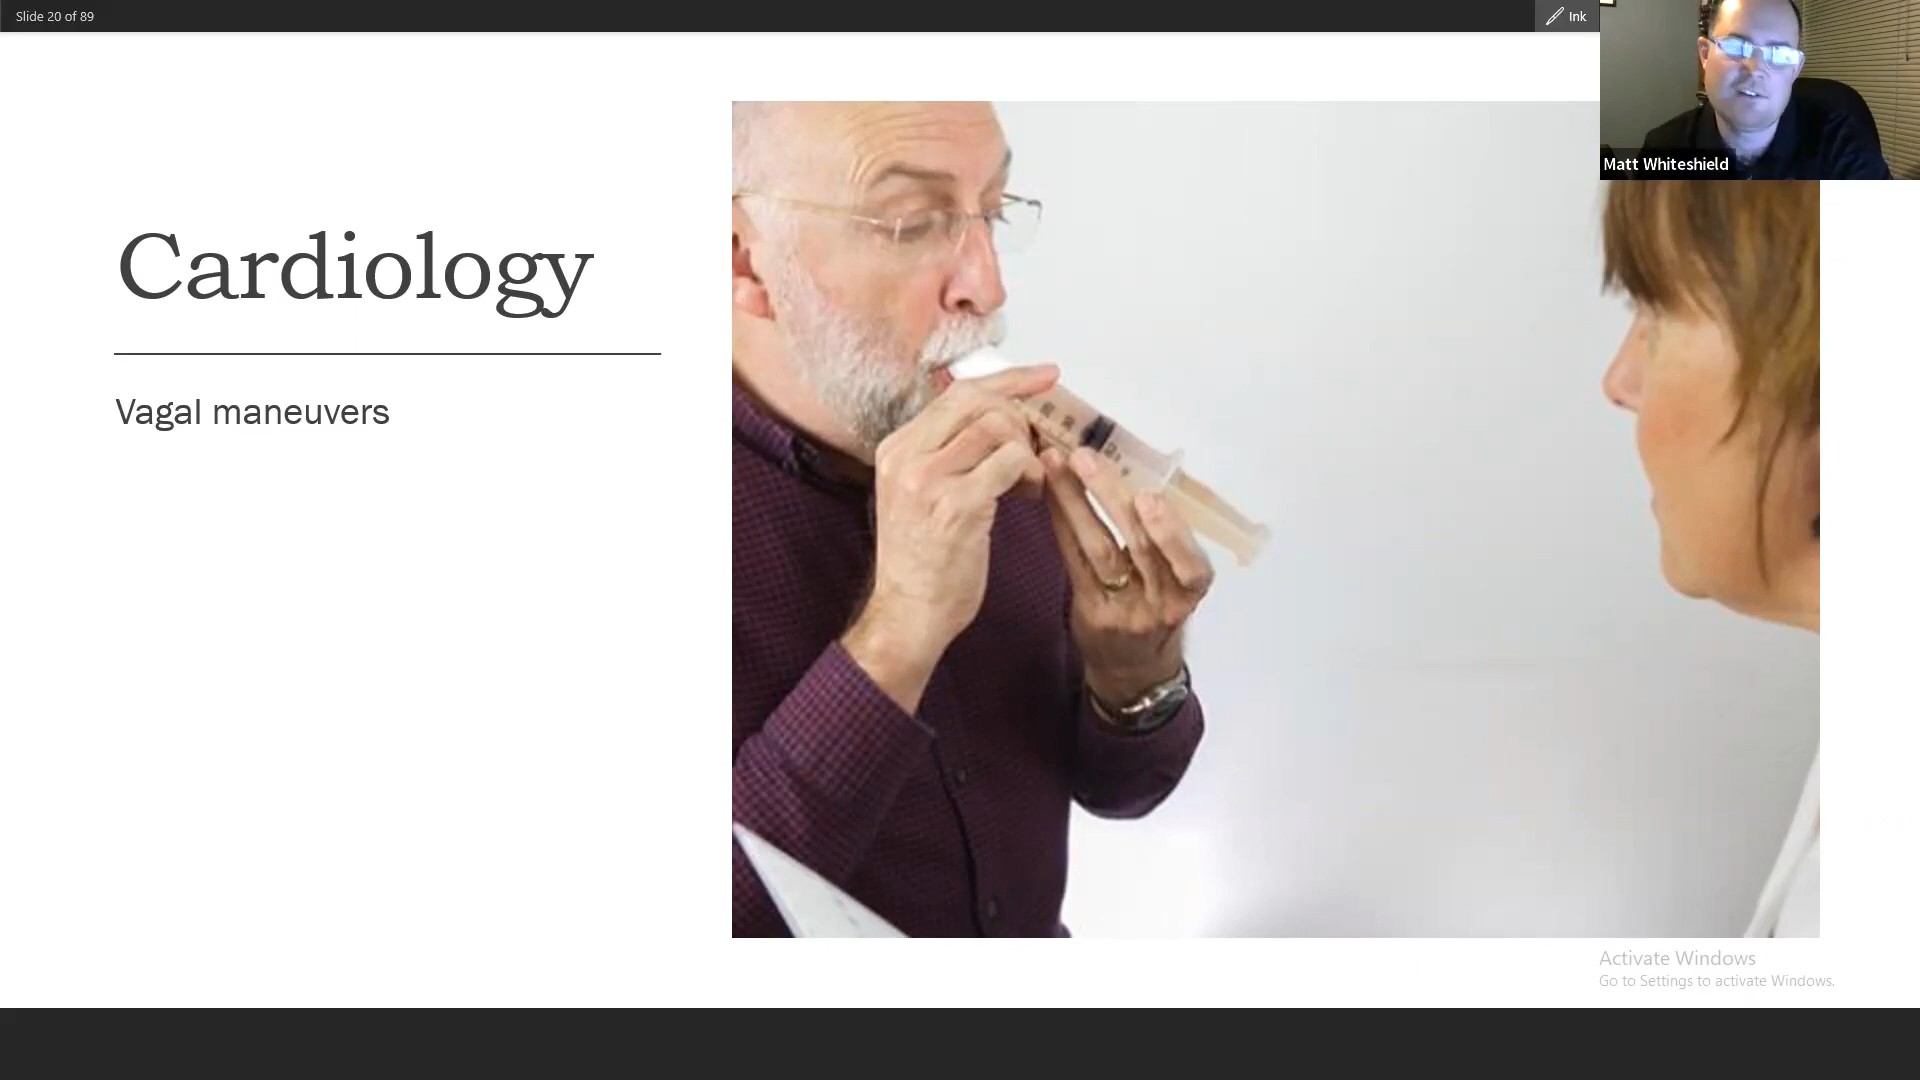 Slide 20 of 89
Ink
Matt Whiteshield
Cardiology
Vagal maneuvers
Activate Windows
Go to Settings to activate Windows.